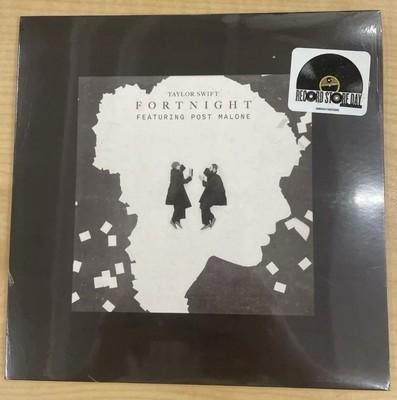 TAYLOR SWIFT
FORTNIGHT
FEATURING POST MALONE
RECORD STORE DAY